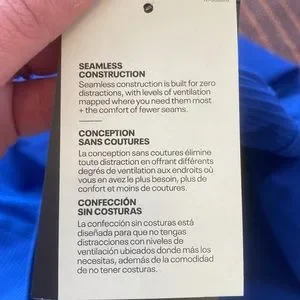 SEAMLESS
CONSTRUCTION
Seamless construction is built for zero
distractions, with levels of ventilation
mapped where you need them most
+ the comfort of fewer seams.
CONCEPTION
SANS COUTURES
La conception sans coutures élimine
toute distraction en offrant différents
degrés de ventilation aux endroits où
vous en avez le plus besoin, plus de
confort et moins de coutures.
CONFECCIÓN
SIN COSTURAS
La confección sin costuras está
diseñada para que no tengas
distracciones con niveles de
ventilación ubicados donde más los
necesitas, además de la comodidad
de no tener costuras.